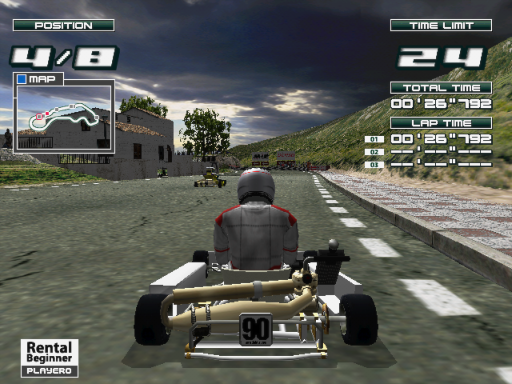 POSITION
4/8
MAP
TIME LIMIT
24
TOTAL TIME
00'26"792
LAP TIME
01 00'26"792
02 --'--"---
03 --'--"---
90
Rental
Beginner
PLAYER0